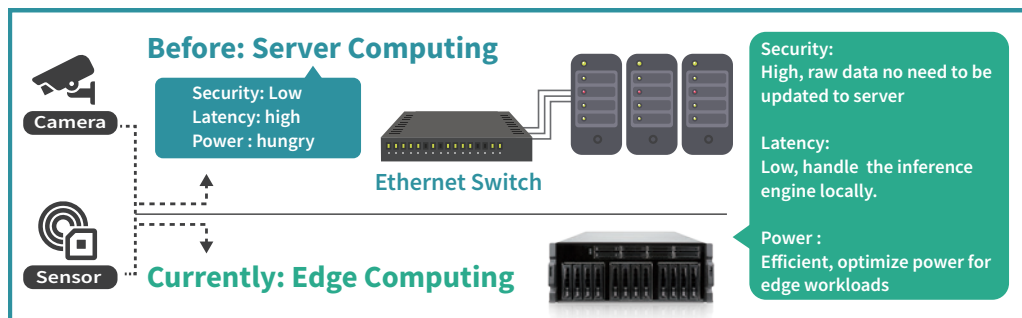 Before: Server Computing
Security: Low
Latency: high
Power : hungry
Camera
Ethernet Switch
Sensor
Currently: Edge Computing
Security:
High, raw data no need to be
updated to server
Latency:
Low, handle the inference
engine locally.
Power :
Efficient, optimize power for
edge workloads